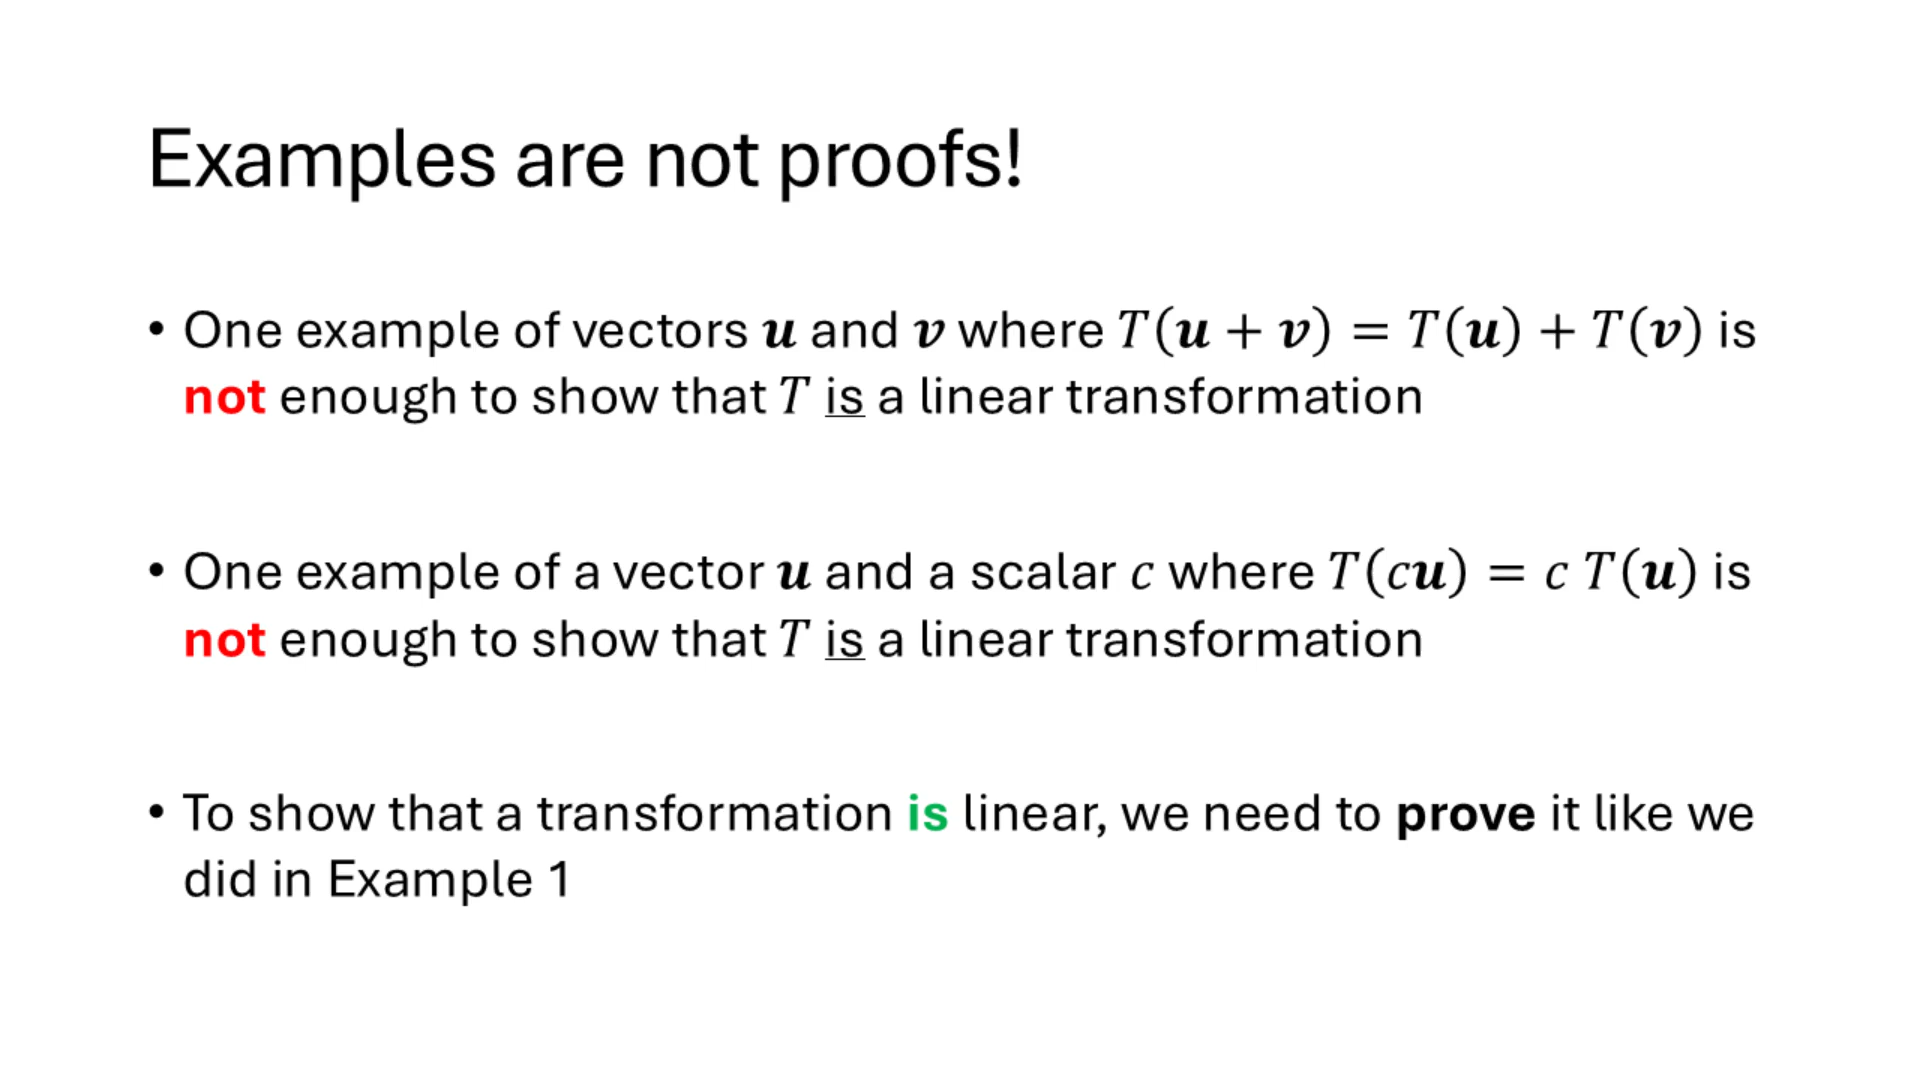 Examples are not proofs!
• One example of vectors 𝒖 and 𝒗 where 𝑇(𝒖 + 𝒗) = 𝑇(𝒖) + 𝑇(𝒗) is
not enough to show that 𝑇 is a linear transformation
• One example of a vector 𝒖 and a scalar 𝑐 where 𝑇(𝑐𝒖) = 𝑐 𝑇(𝒖) is
not enough to show that 𝑇 is a linear transformation
• To show that a transformation is linear, we need to prove it like we
did in Example 1